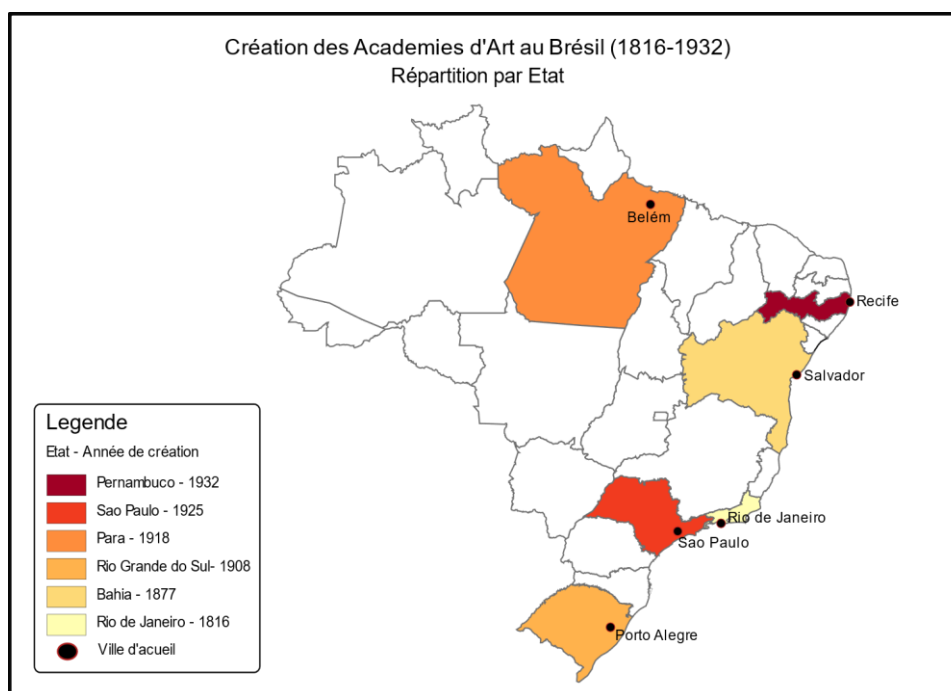 Création des Academies d'Art au Brésil (1816-1932)
Répartition par Etat
Belém
Recife
Salvador
Rio de Janeiro
Sao Paulo
Porto Alegre
Legende
Etat - Année de création
Pernambuco - 1932
Sao Paulo - 1925
Para - 1918
Rio Grande do Sul- 1908
Bahia - 1877
Rio de Janeiro - 1816
Ville d'acueil